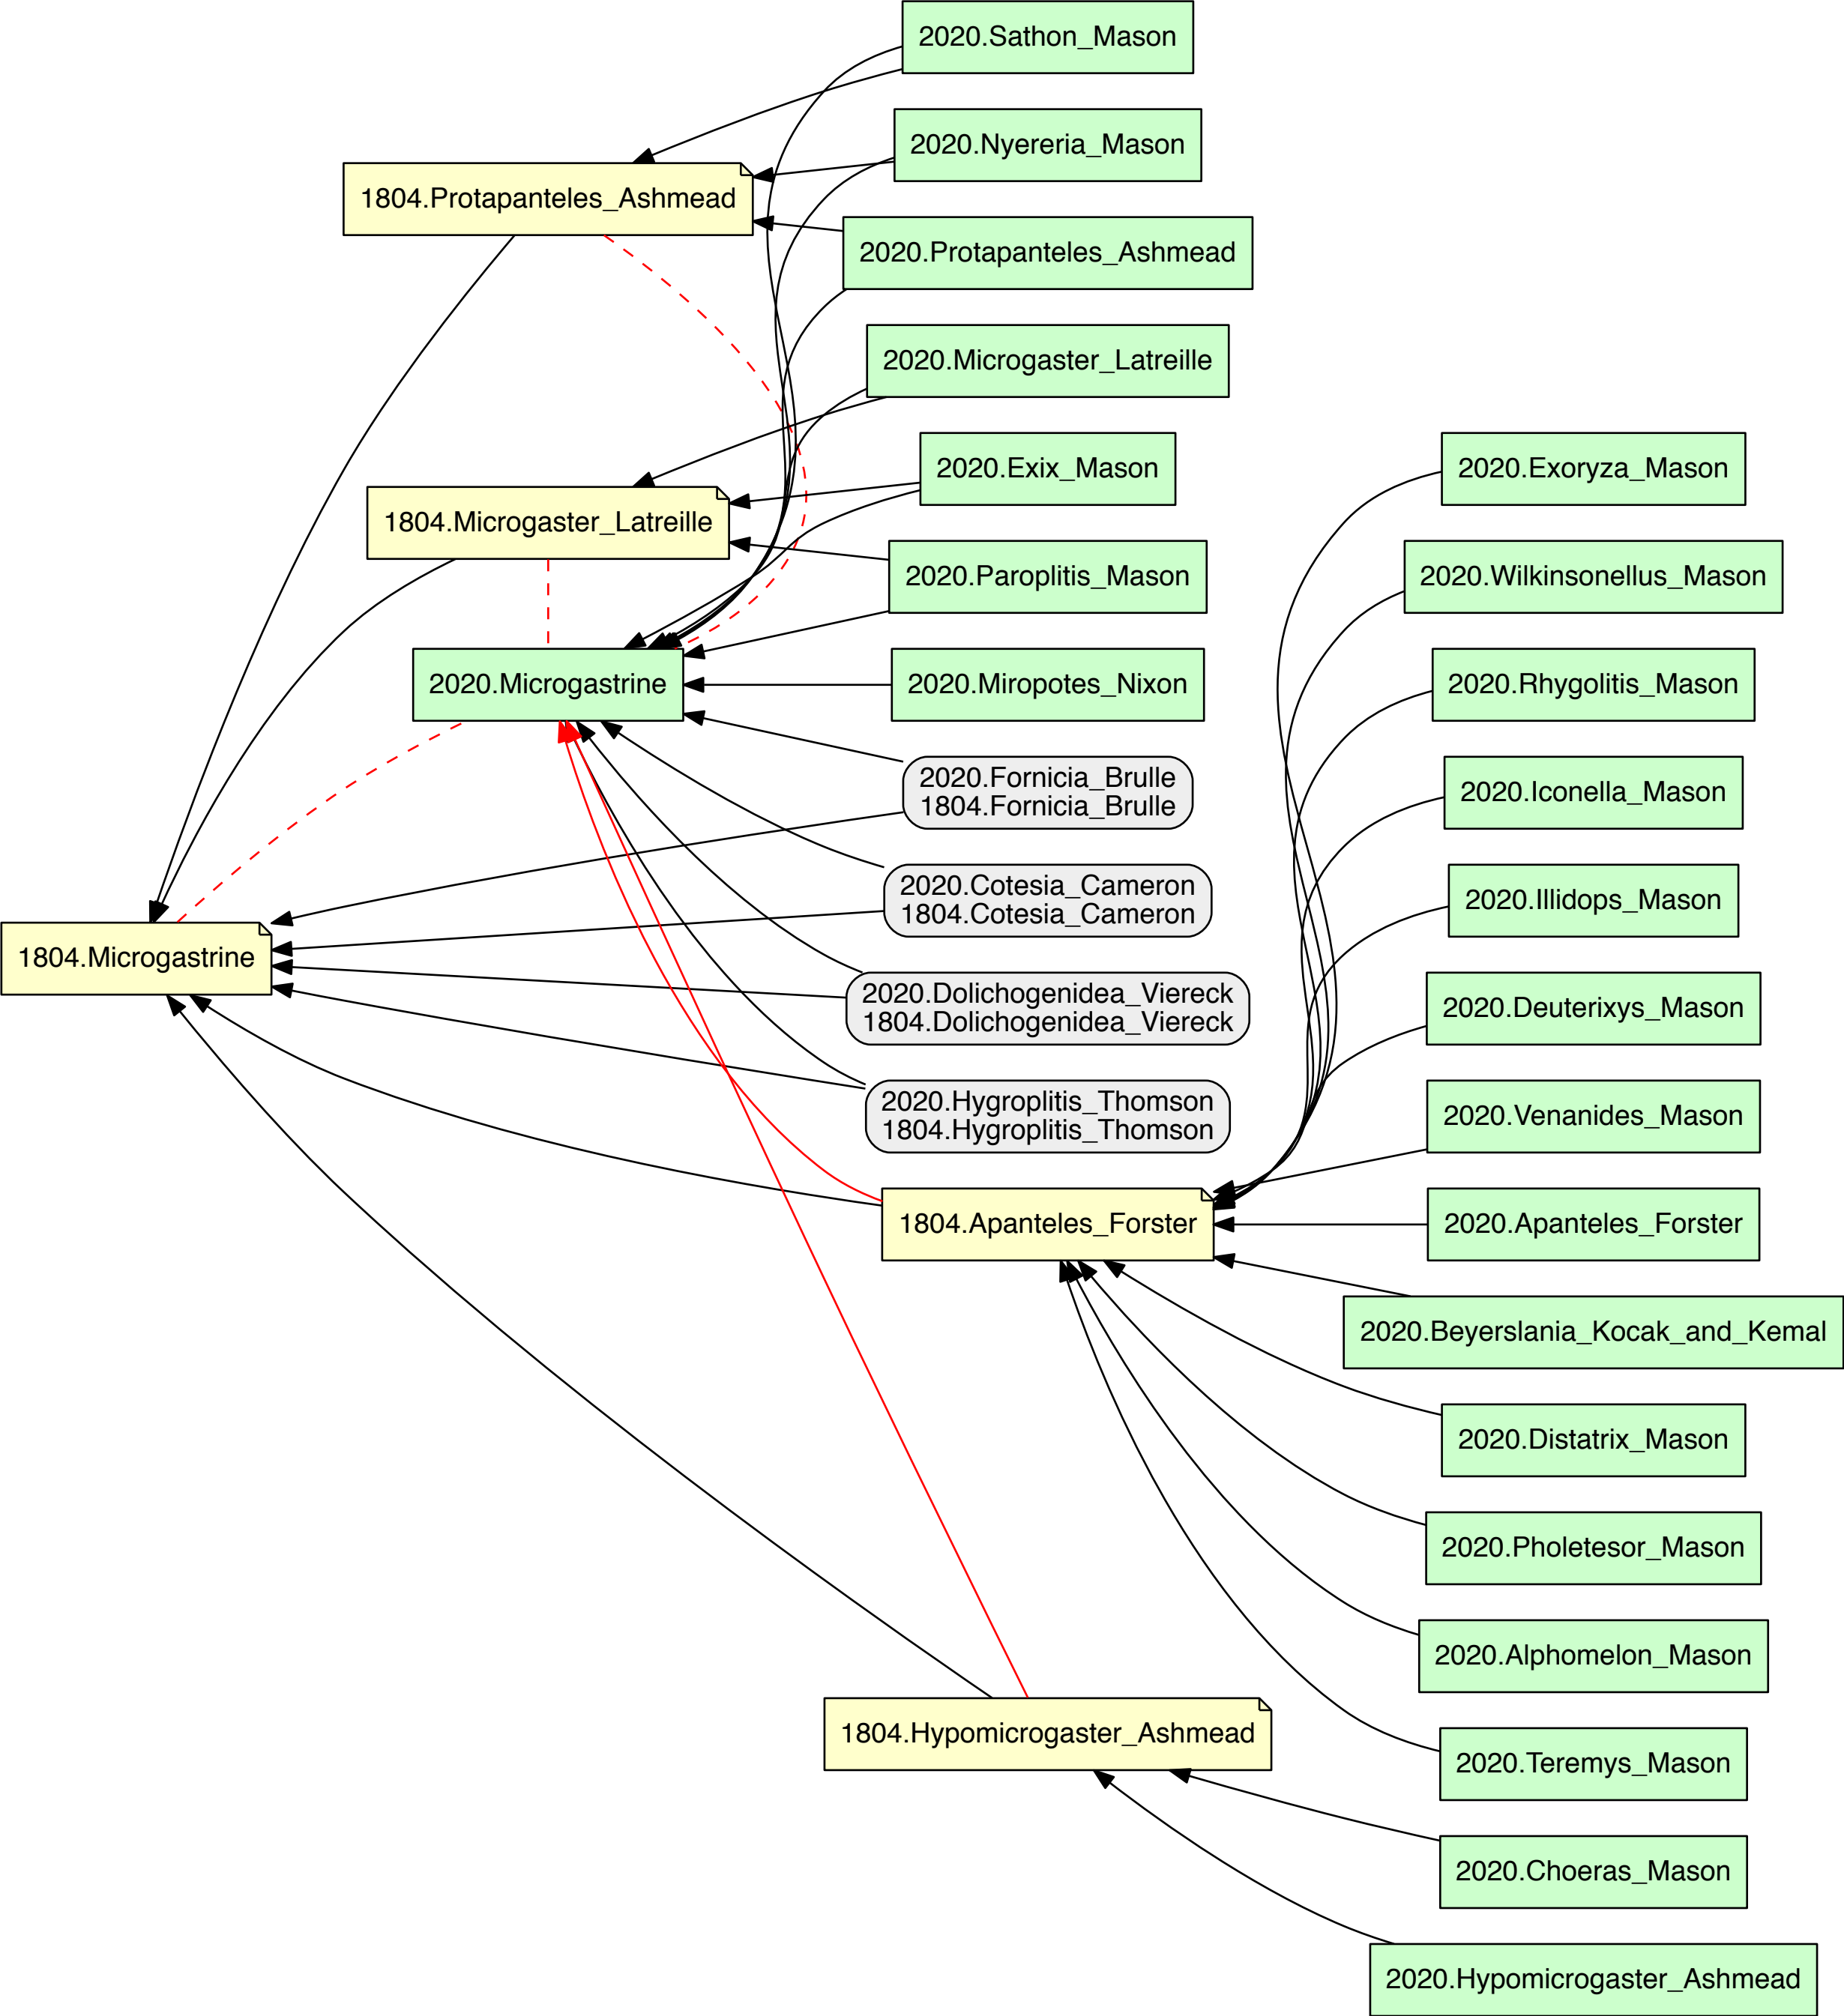 2020.Sathon_Mason
2020.Nyereria_Mason
1804.Protapanteles_Ashmead
2020.Protapanteles_Ashmead
2020.Microgaster_Latreille
2020.Exix_Mason
2020.Exoryza_Mason
1804.Microgaster_Latreille
2020.Paroplitis_Mason
2020.Wilkinsonellus_Mason
2020.Microgastrine
2020.Miropotes_Nixon
2020.Rhygolitis_Mason
2020.Fornicia_Brulle
1804.Fornicia_Brulle
2020.Iconella_Mason
2020.Cotesia_Cameron
1804.Cotesia_Cameron
2020.Illidops_Mason
1804.Microgastrine
2020.Dolichogenidea_Viereck
1804.Dolichogenidea_Viereck
2020.Deuterixys_Mason
2020.Hygroplitis_Thomson
1804.Hygroplitis_Thomson
2020.Venanides_Mason
1804.Apanteles_Forster
2020.Apanteles_Forster
2020.Beyerslania_Kocak_and_Kemal
2020.Distatrix_Mason
2020.Pholetesor_Mason
2020.Alphomelon_Mason
1804.Hypomicrogaster_Ashmead
2020.Teremys_Mason
2020.Choeras_Mason
2020.Hypomicrogaster_Ashmead